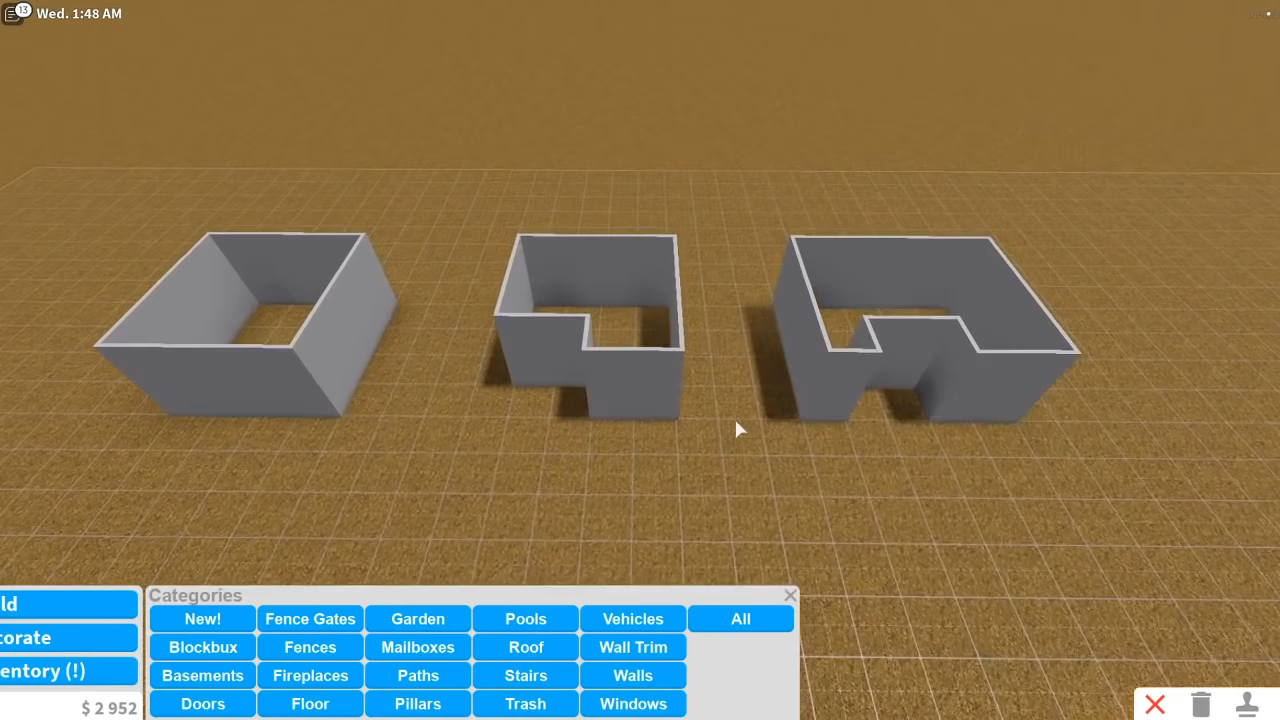 13
Wed. 1:48 AM
ld
corate
entory (!)
$ 2 952
Categories
New! Fence Gates Garden Pools Vehicles All
Blockbux Fences Mailboxes Roof Wall Trim
Basements Fireplaces Paths Stairs Walls
Doors Floor Pillars Trash Windows